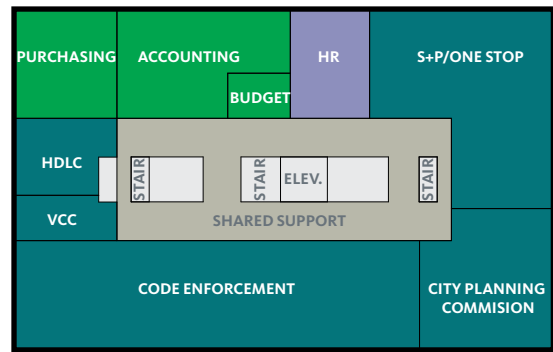 PURCHASING
ACCOUNTING
HR
S+P/ONE STOP
BUDGET
HDLC
STAIR
STAIR
ELEV.
STAIR
VCC
SHARED SUPPORT
CODE ENFORCEMENT
CITY PLANNING
COMMISION